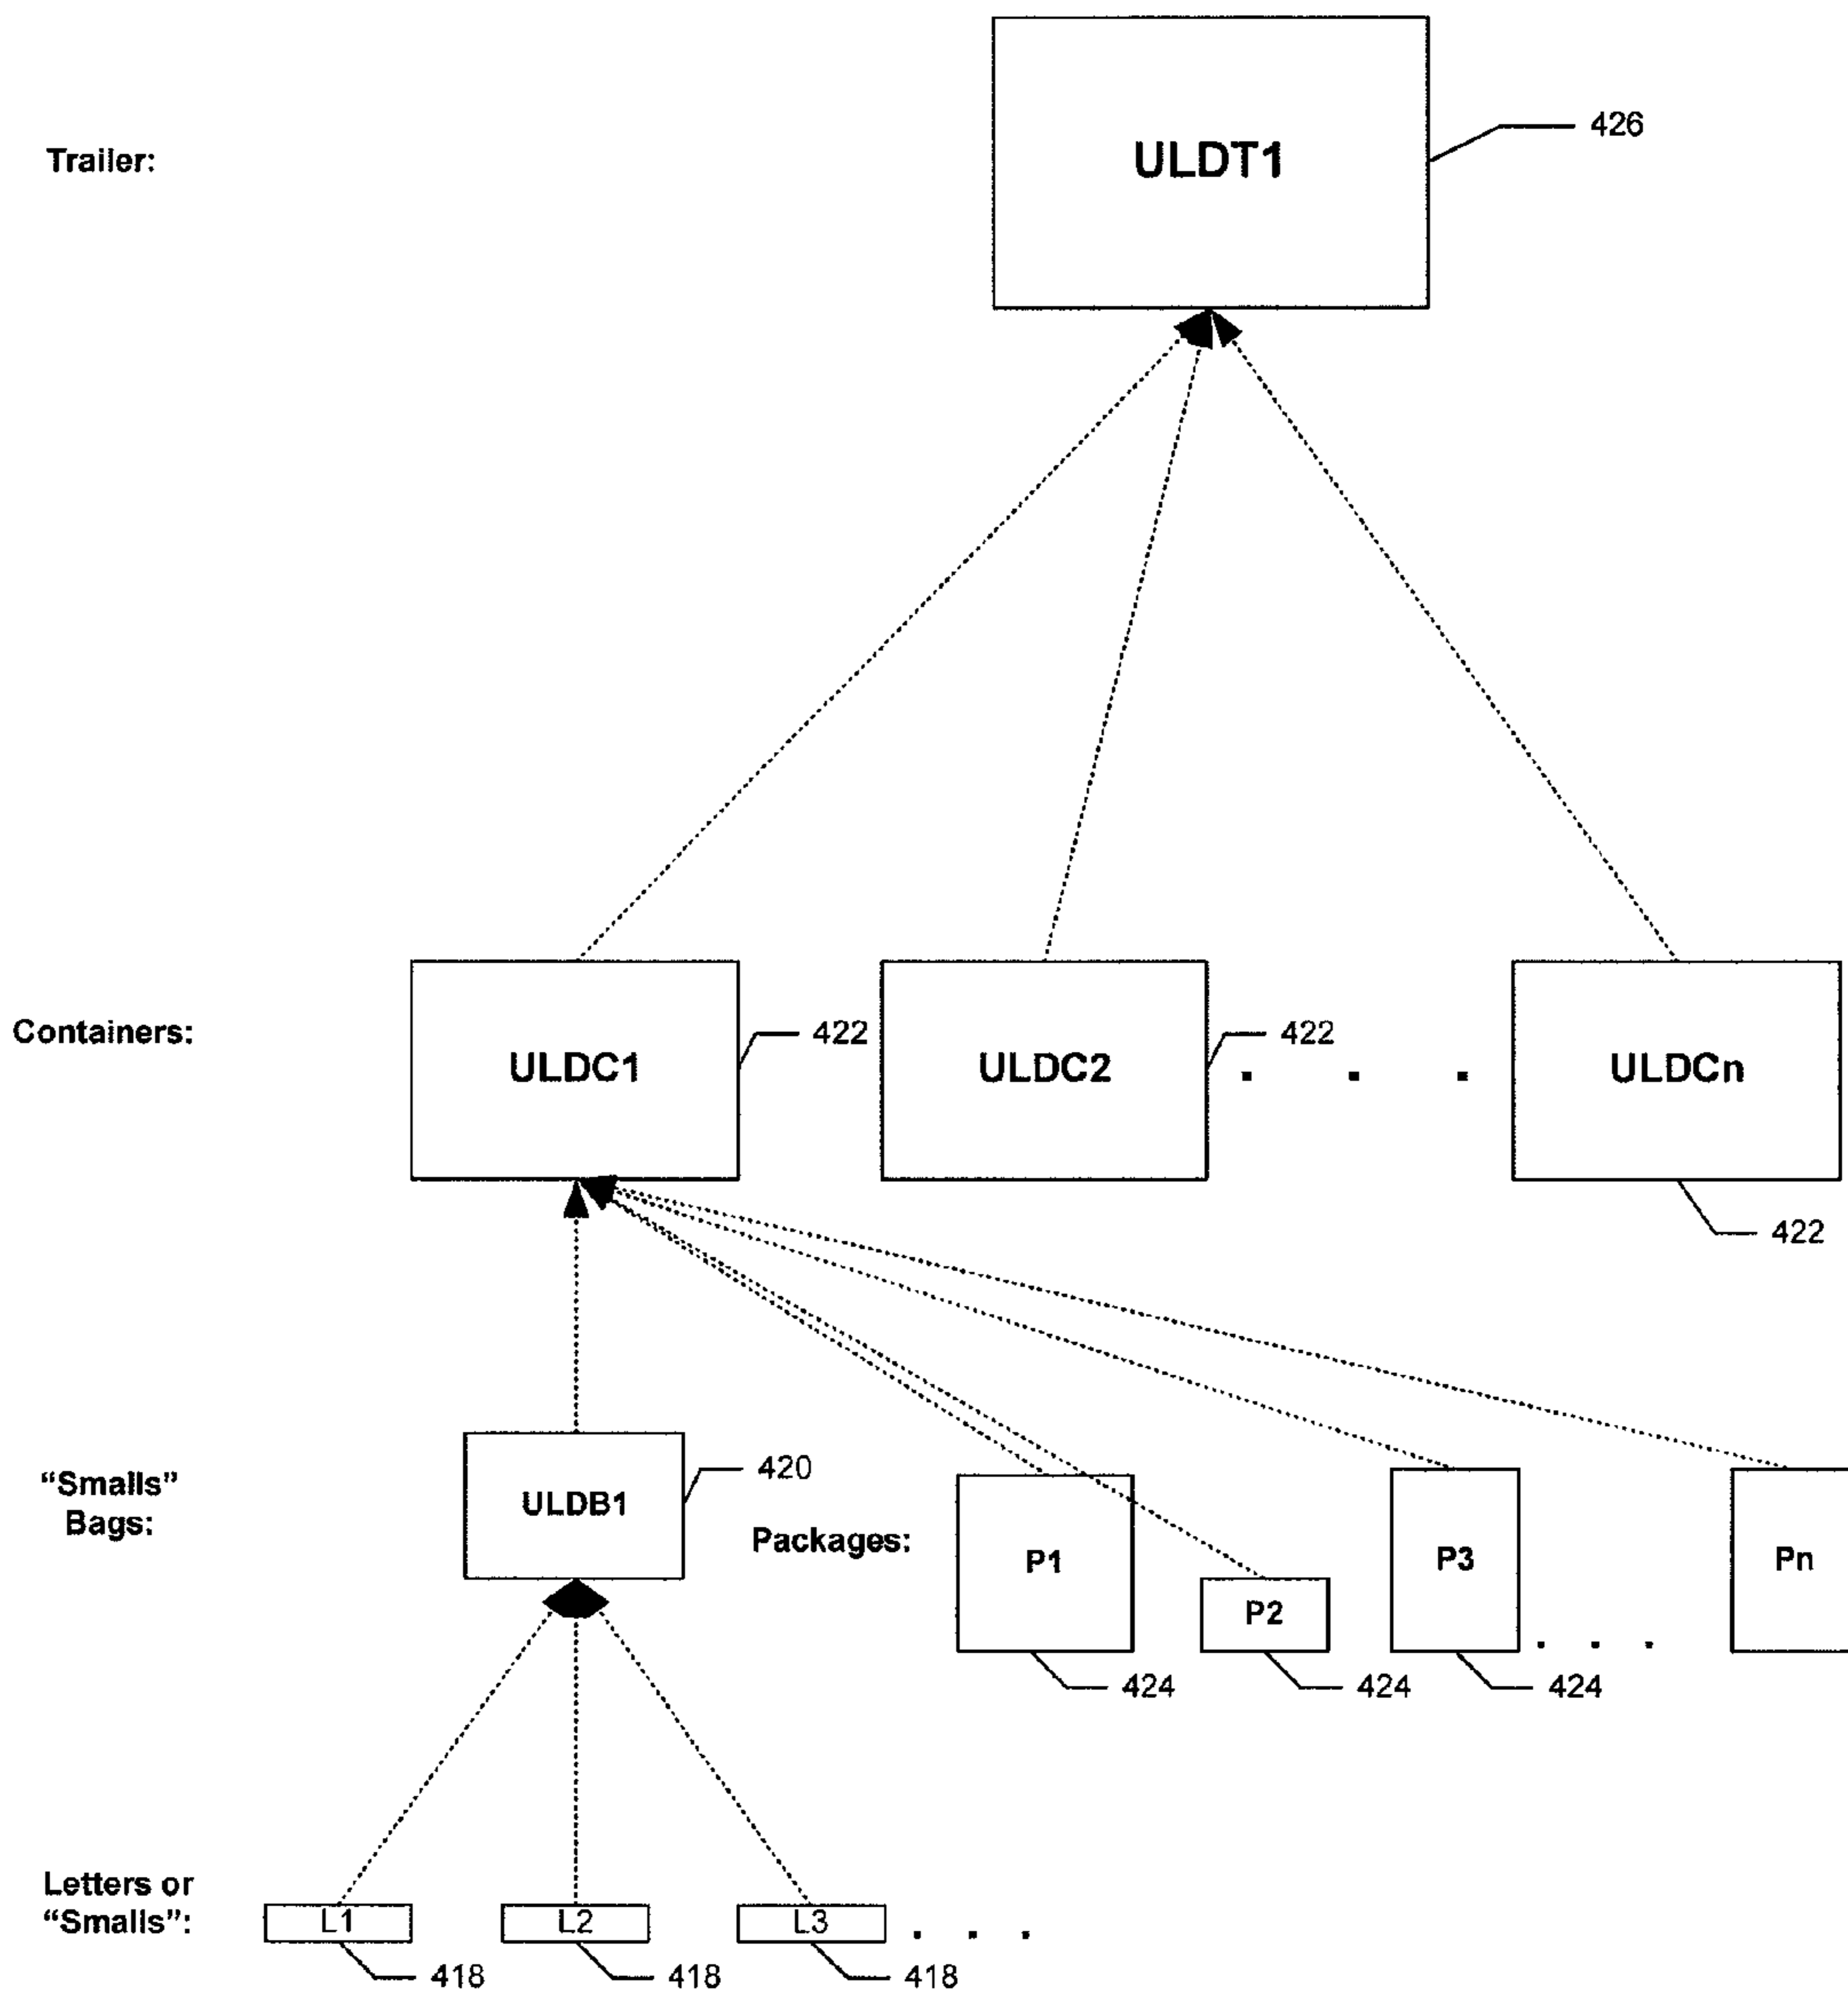 426
Trailer:
ULDT1
Containers:
ULDC1
422
ULDC2
422
. . .
ULDCn
422
“Smalls”
Bags:
ULDB1
420
Packages:
P1
424
P2
424
P3
424
. . .
Pn
Letters or
“Smalls”:
L1
418
L2
418
L3
418
. . .